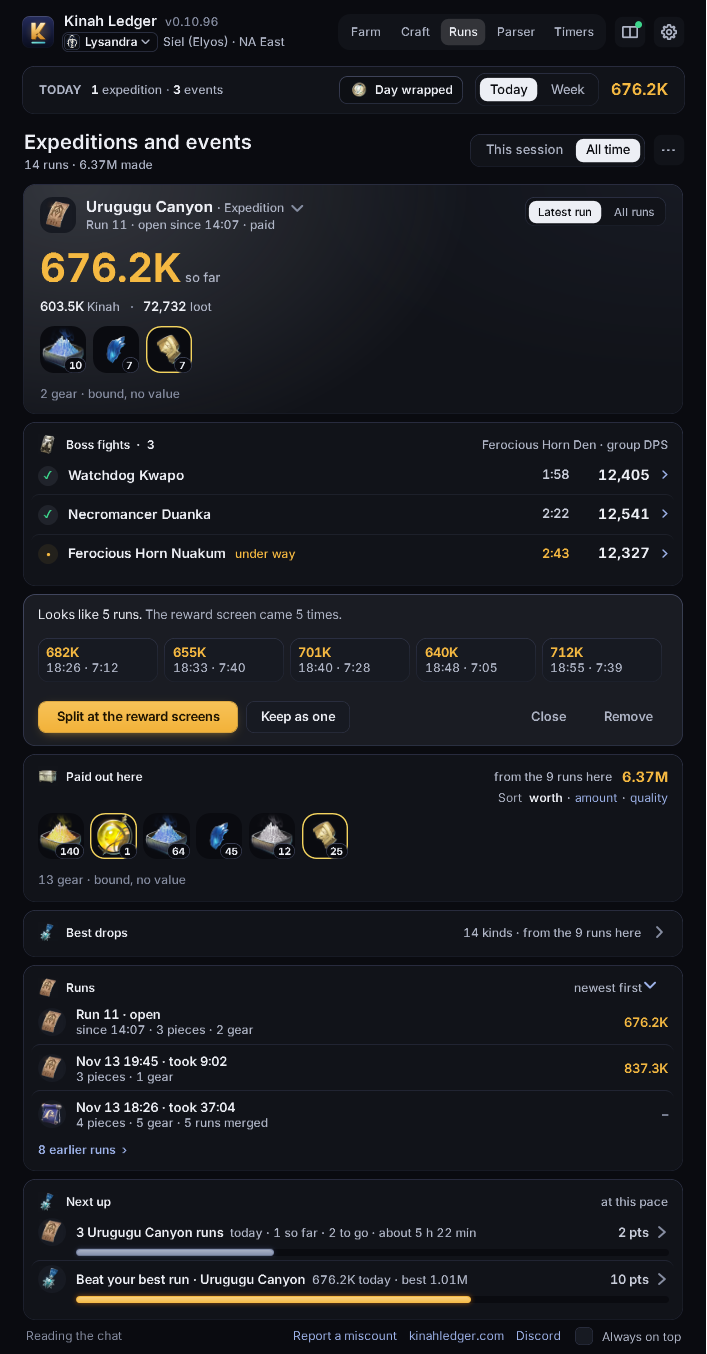 Kinah Ledger v0.10.96
Lysandra Siel (Elyos) · NA East
Farm Craft Runs Parser Timers
TODAY 1 expedition · 3 events
Day wrapped
Today Week 676.2K
Expeditions and events
14 runs · 6.37M made
This session All time
Urugugu Canyon · Expedition
Run 11 · open since 14:07 · paid
Latest run All runs
676.2K so far
603.5K Kinah · 72,732 loot
10 7 7
2 gear · bound, no value
Boss fights · 3 Ferocious Horn Den · group DPS
Watchdog Kwapo 1:58 12,405
Necromancer Duanka 2:22 12,541
Ferocious Horn Nuakum under way 2:43 12,327
Looks like 5 runs. The reward screen came 5 times.
682K 655K 701K 640K 712K
18:26 · 7:12 18:33 · 7:40 18:40 · 7:28 18:48 · 7:05 18:55 · 7:39
Split at the reward screens Keep as one Close Remove
Paid out here from the 9 runs here 6.37M
Sort worth · amount · quality
140 1 64 45 12 25
13 gear · bound, no value
Best drops 14 kinds · from the 9 runs here
Runs newest first
Run 11 · open
since 14:07 · 3 pieces · 2 gear
676.2K
Nov 13 19:45 · took 9:02
3 pieces · 1 gear
837.3K
Nov 13 18:26 · took 37:04
4 pieces · 5 gear · 5 runs merged
–
8 earlier runs ›
Next up at this pace
3 Urugugu Canyon runs today · 1 so far · 2 to go · about 5 h 22 min 2 pts
Beat your best run · Urugugu Canyon 676.2K today · best 1.01M 10 pts
Reading the chat Report a miscount kinahledger.com Discord Always on top